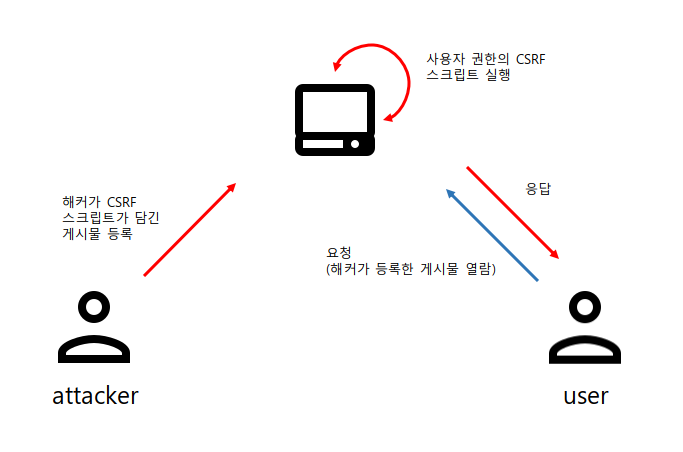 사용자 권한의 CSRF
스크립트 실행
해커가 CSRF
스크립트가 담긴
게시물 등록
응답
요청
(해커가 등록한 게시물 열람)
attacker
user